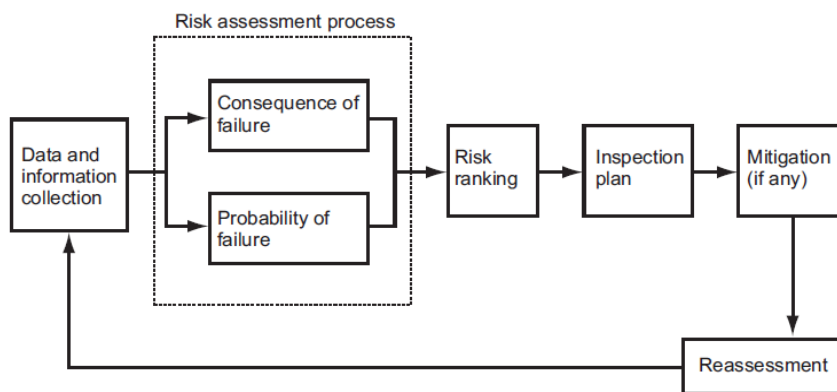 Risk assessment process
Data and
information
collection
Consequence of
failure
Probability of
failure
Risk
ranking
Inspection
plan
Mitigation
(if any)
Reassessment